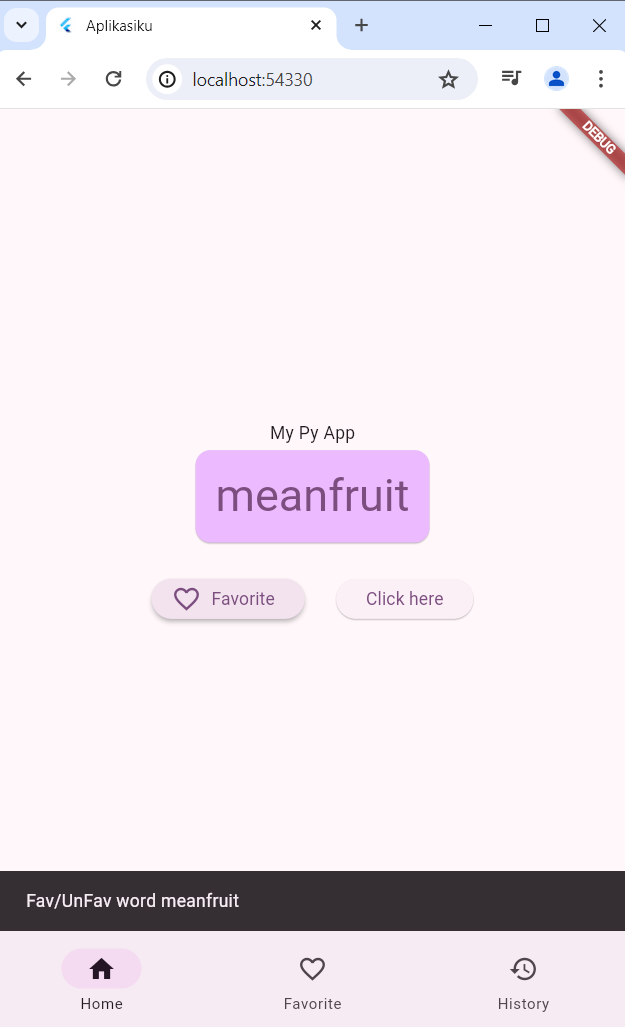 Aplikasiku
localhost:54330
DEBUG
My Py App
meanfruit
Favorite
Click here
Fav/UnFav word meanfruit
Home
Favorite
History